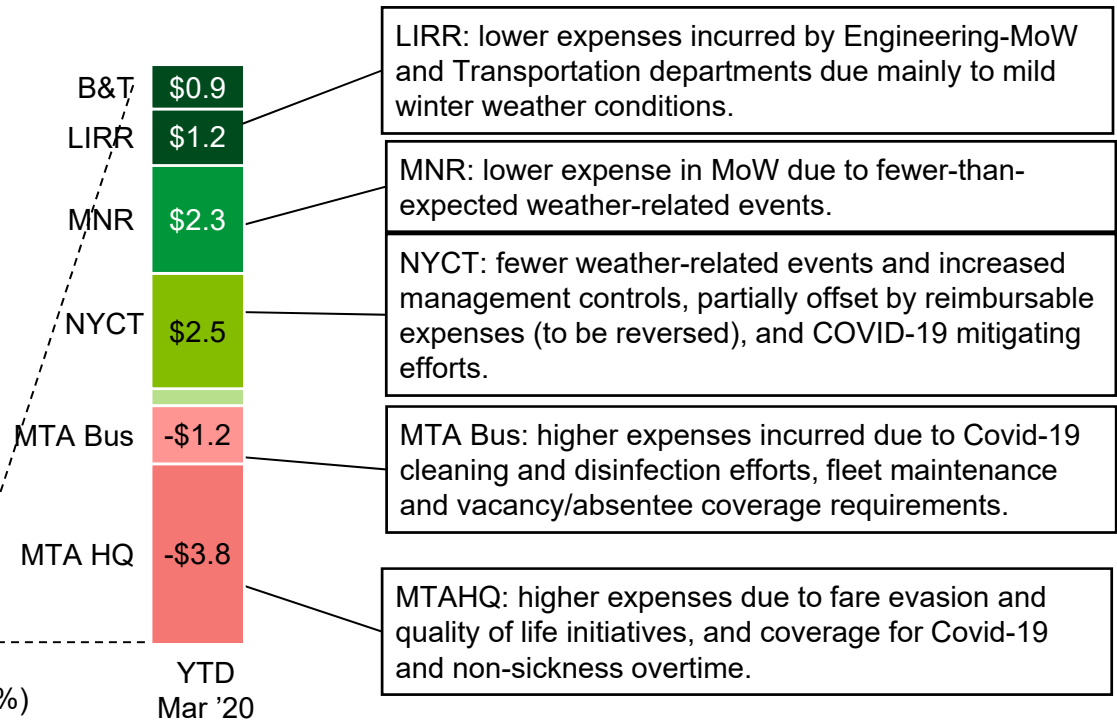 LIRR: lower expenses incurred by Engineering-MoW
and Transportation departments due mainly to mild
winter weather conditions.
B&T $0.9
LIRR $1.2
MNR: lower expense in MoW due to fewer-than-
expected weather-related events.
MNR $2.3
NYCT: fewer weather-related events and increased
management controls, partially offset by reimbursable
expenses (to be reversed), and COVID-19 mitigating
efforts.
NYCT $2.5
MTA Bus -$1.2
MTA Bus: higher expenses incurred due to Covid-19
cleaning and disinfection efforts, fleet maintenance
and vacancy/absentee coverage requirements.
MTA HQ -$3.8
MTAHQ: higher expenses due to fare evasion and
quality of life initiatives, and coverage for Covid-19
and non-sickness overtime.
YTD
Mar ’20
%)